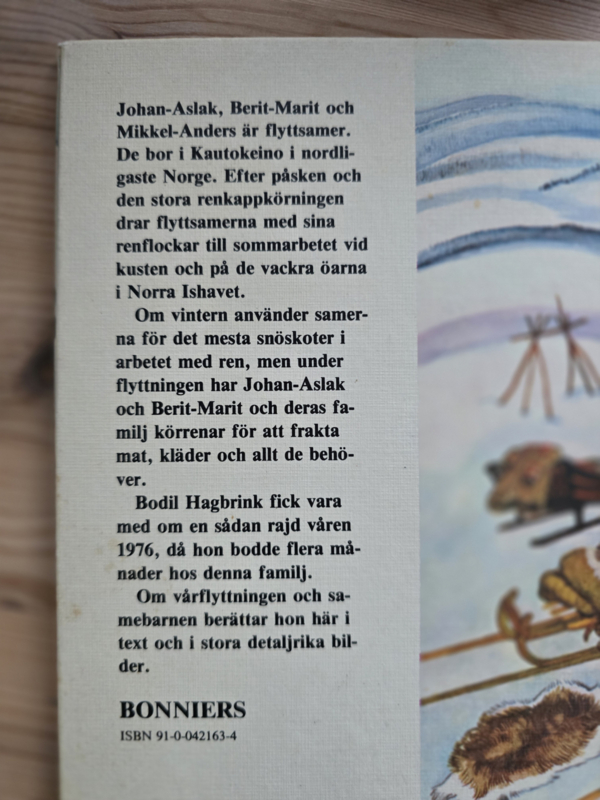 Johan-Aslak, Berit-Marit och
Mikkel-Anders är flyttsamer.
De bor i Kautokeino i nordli-
gaste Norge. Efter påsken och
den stora renkappkörningen
drar flyttsamerna med sina
renflockar till sommarbetet vid
kusten och på de vackra öarna
i Norra Ishavet.
Om vintern använder samer-
na för det mesta snöskoter i
arbetet med ren, men under
flyttningen har Johan-Aslak
och Berit-Marit och deras fa-
milj körrenar för att frakta
mat, kläder och allt de behö-
ver.
Bodil Hagbrink fick vara
med om en sådan rajd våren
1976, då hon bodde flera må-
nader hos denna familj.
Om vårflyttningen och sa-
mebarnen berättar hon här i
text och i stora detaljrika bil-
der.
BONNIERS
ISBN 91-0-042163-4